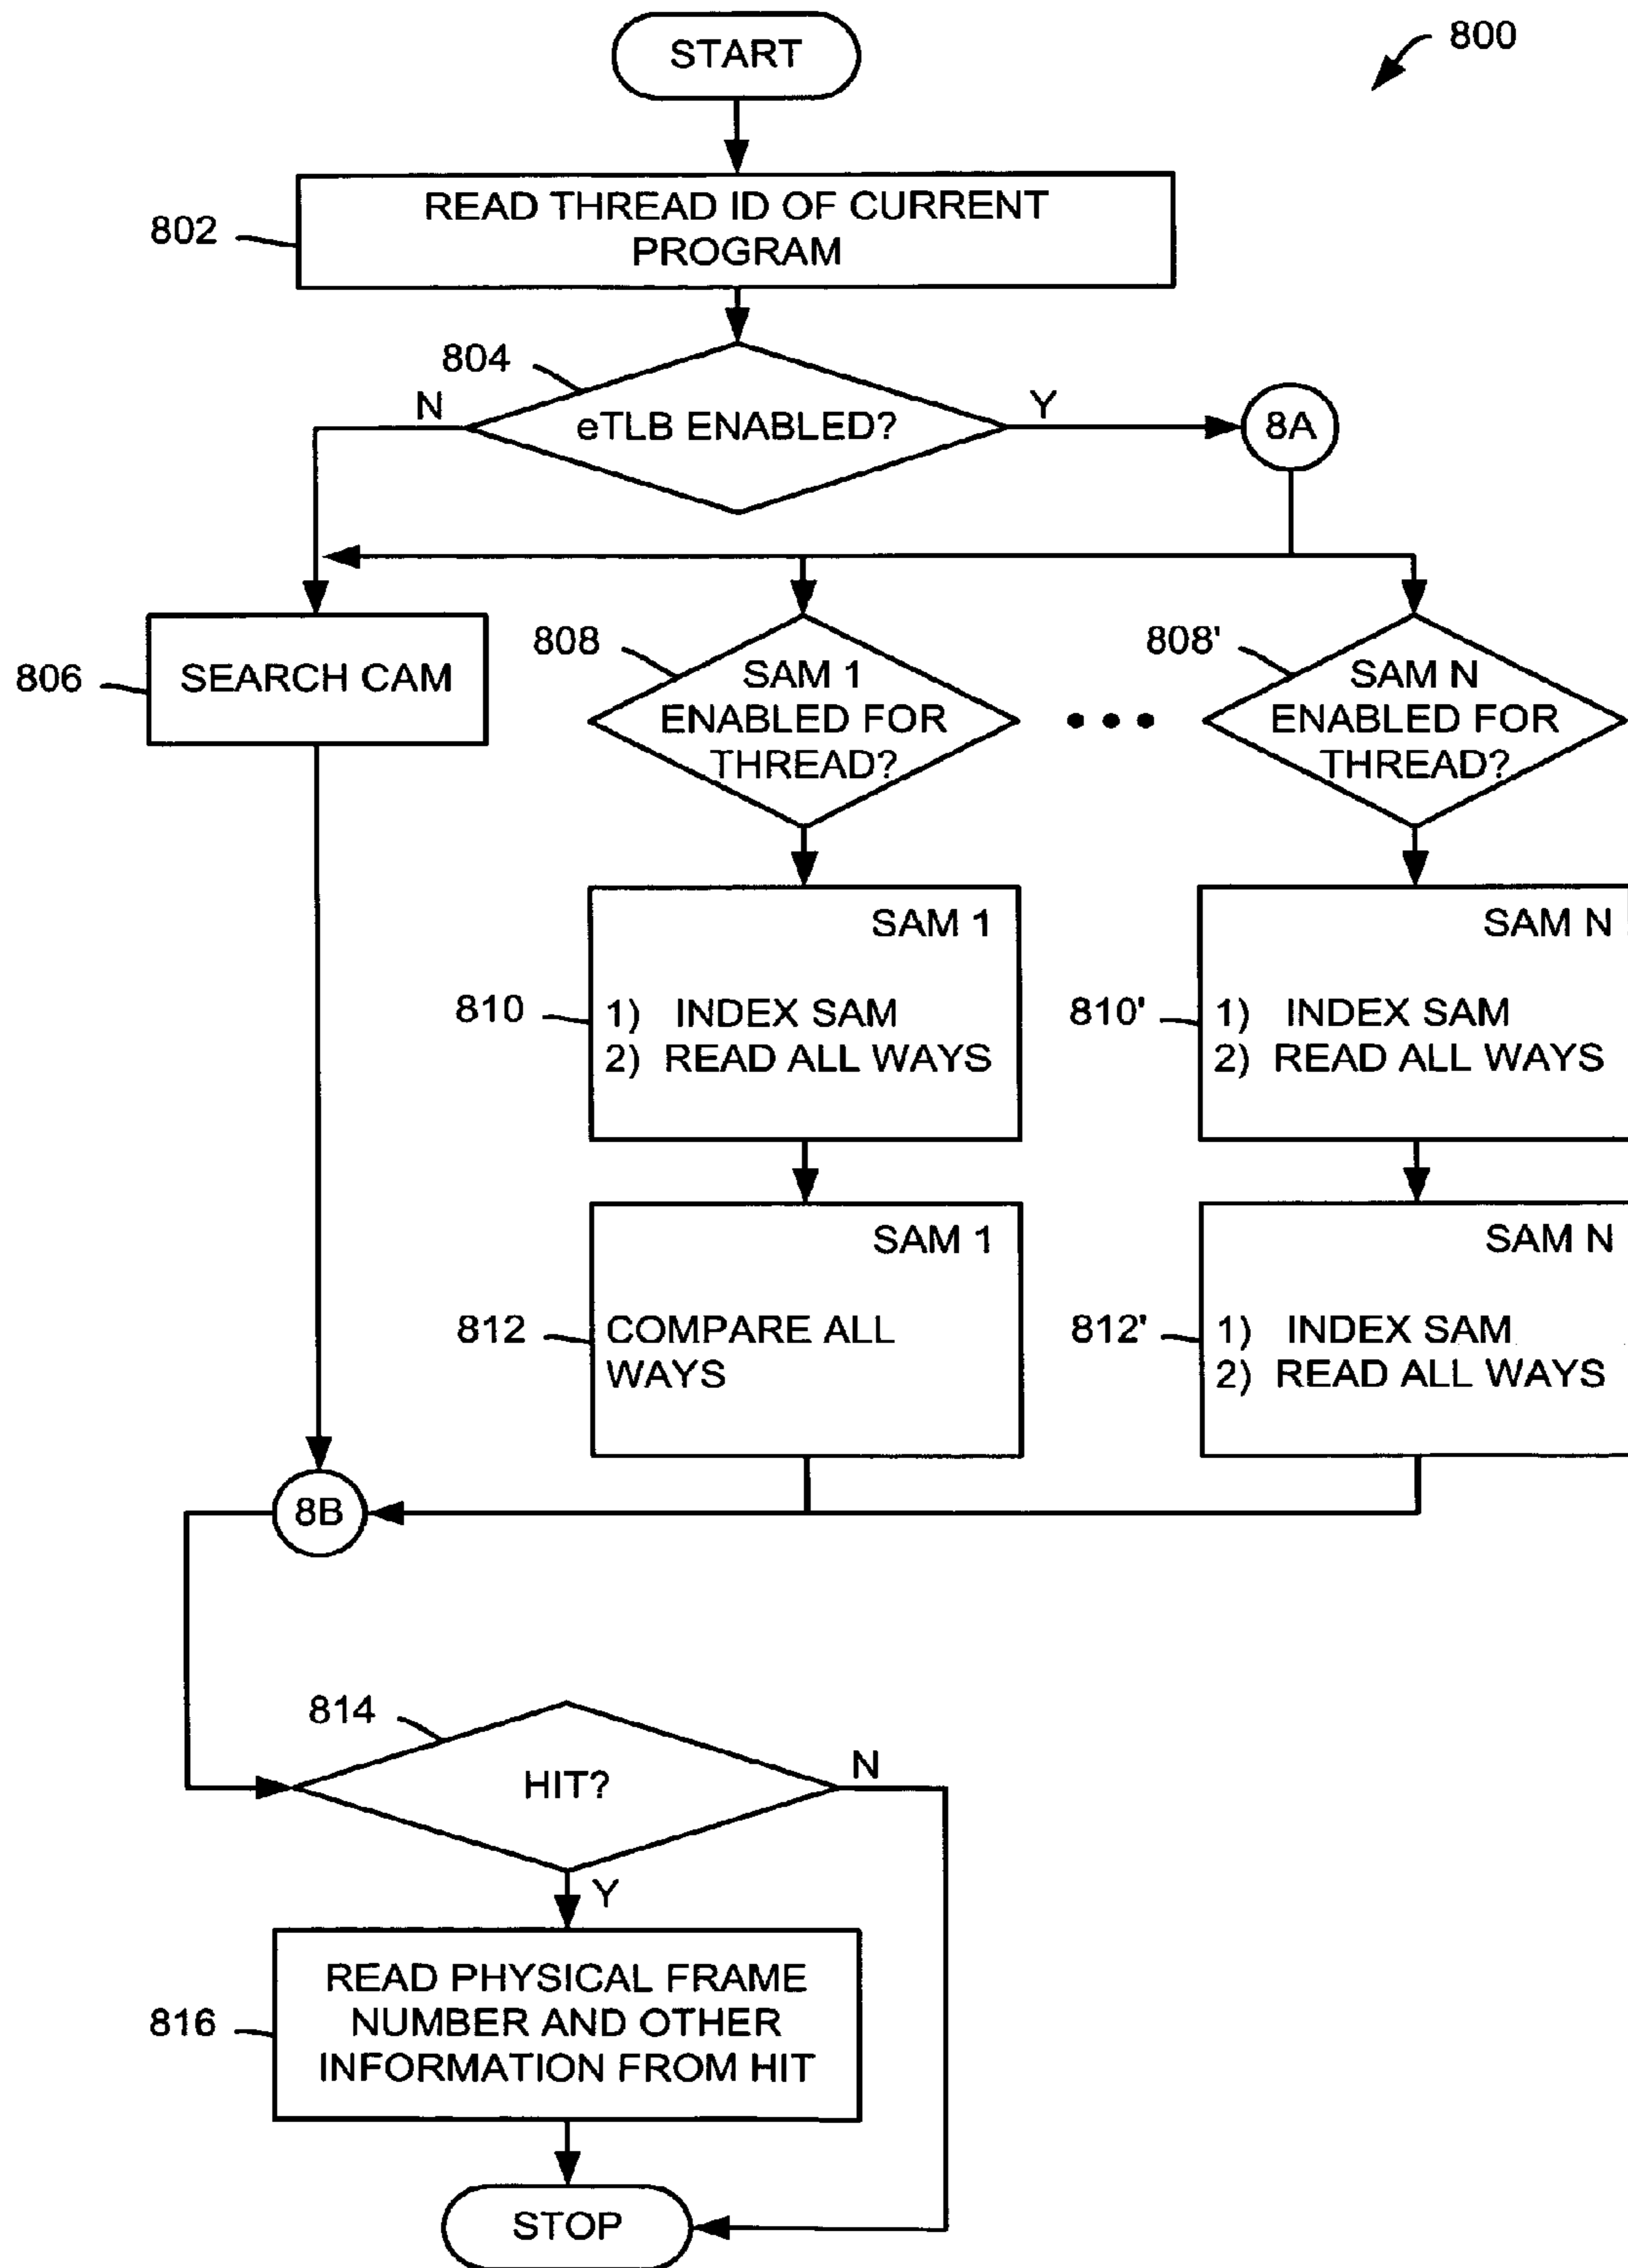 START
800
802
READ THREAD ID OF CURRENT
PROGRAM
804
N
eTLB ENABLED?
Y
8A
806
SEARCH CAM
808
SAM 1
ENABLED FOR
THREAD?
808'
SAM N
ENABLED FOR
THREAD?
810
SAM 1
1) INDEX SAM
2) READ ALL WAYS
810'
SAM N
1) INDEX SAM
2) READ ALL WAYS
812
SAM 1
COMPARE ALL
WAYS
812'
SAM N
1) INDEX SAM
2) READ ALL WAYS
8B
814
HIT?
N
Y
816
READ PHYSICAL FRAME
NUMBER AND OTHER
INFORMATION FROM HIT
STOP